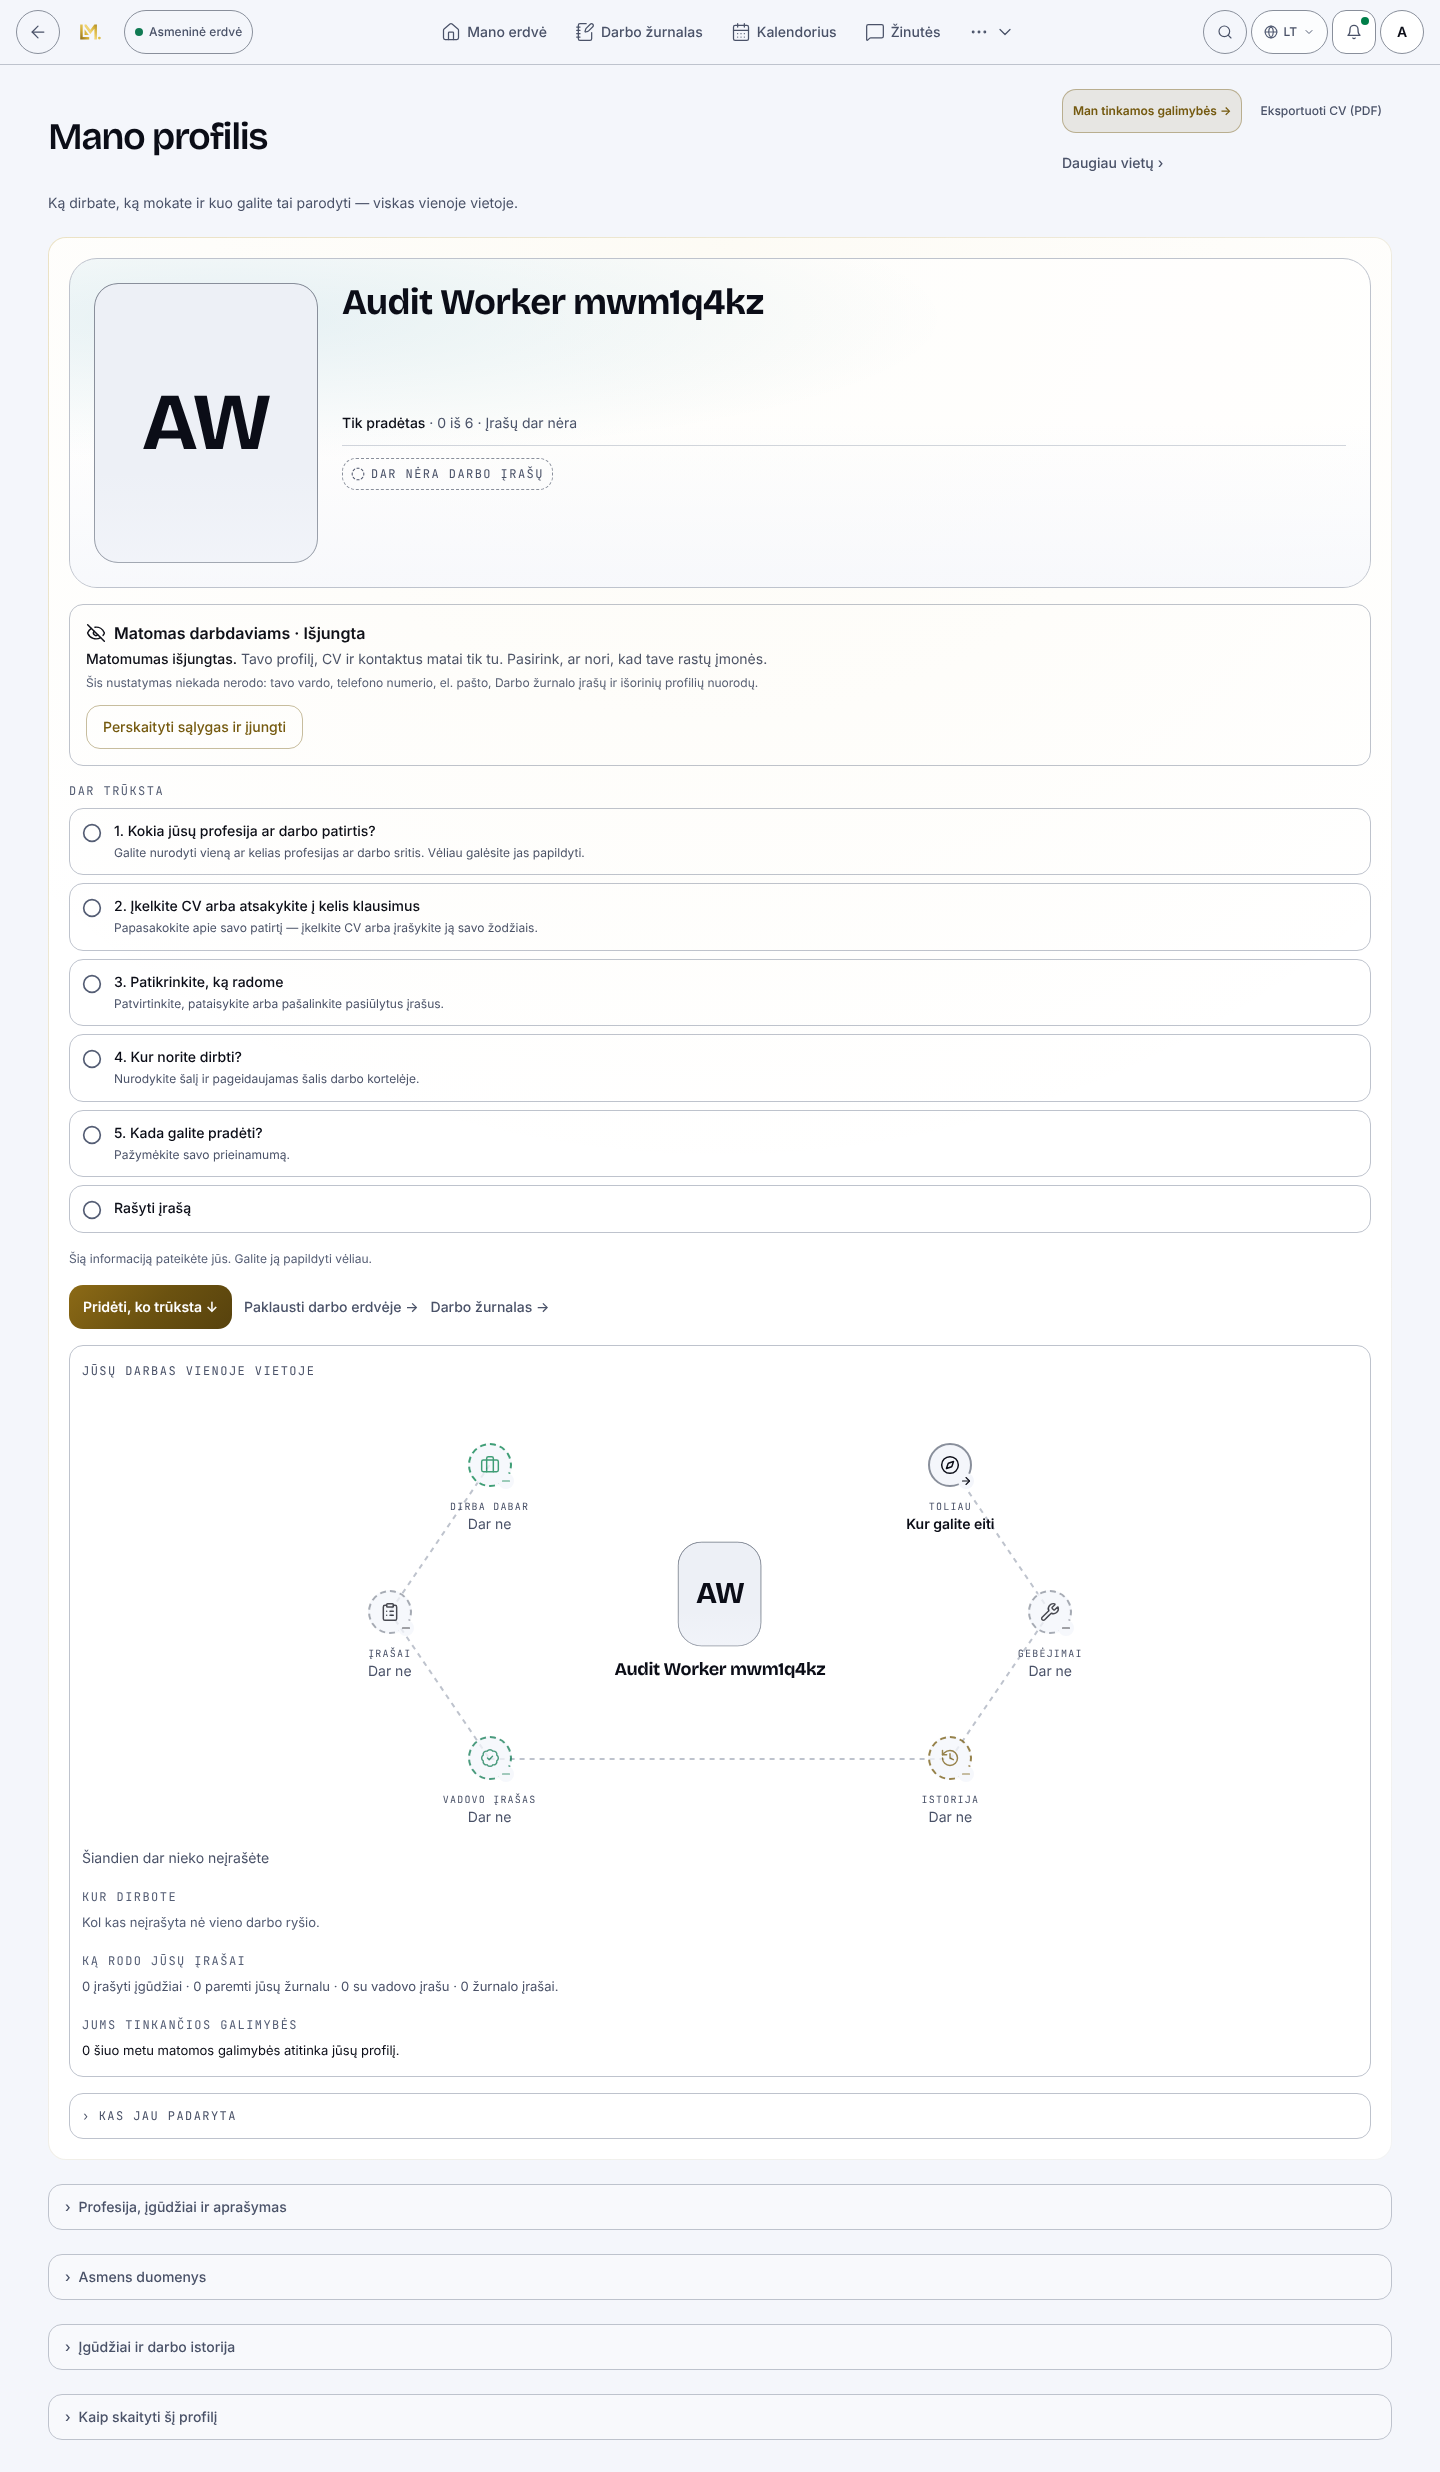 LM.
Asmeninė erdvė
Mano erdvė
Darbo žurnalas
Kalendorius
Žinutės
LT
A
Mano profilis
Man tinkamos galimybės →
Eksportuoti CV (PDF)
Daugiau vietų ›
Ką dirbate, ką mokate ir kuo galite tai parodyti — viskas vienoje vietoje.
AW
Audit Worker mwm1q4kz
Tik pradėtas · 0 iš 6 · Įrašų dar nėra
DAR NĖRA DARBO ĮRAŠŲ
Matomas darbdaviams · Išjungta
Matomumas išjungtas. Tavo profilį, CV ir kontaktus matai tik tu. Pasirink, ar nori, kad tave rastų įmonės.
Šis nustatymas niekada nerodo: tavo vardo, telefono numerio, el. pašto, Darbo žurnalo įrašų ir išorinių profilių nuorodų.
Perskaityti sąlygas ir įjungti
DAR TRŪKSTA
1. Kokia jūsų profesija ar darbo patirtis?
Galite nurodyti vieną ar kelias profesijas ar darbo sritis. Vėliau galėsite jas papildyti.
2. Įkelkite CV arba atsakykite į kelis klausimus
Papasakokite apie savo patirtį — įkelkite CV arba įrašykite ją savo žodžiais.
3. Patikrinkite, ką radome
Patvirtinkite, pataisykite arba pašalinkite pasiūlytus įrašus.
4. Kur norite dirbti?
Nurodykite šalį ir pageidaujamas šalis darbo kortelėje.
5. Kada galite pradėti?
Pažymėkite savo prieinamumą.
Rašyti įrašą
Šią informaciją pateikėte jūs. Galite ją papildyti vėliau.
Pridėti, ko trūksta ↓
Paklausti darbo erdvėje →
Darbo žurnalas →
JŪSŲ DARBAS VIENOJE VIETOJE
DIRBA DABAR
Dar ne
TOLIAU
Kur galite eiti
AW
Audit Worker mwm1q4kz
ĮRAŠAI
Dar ne
GEBĖJIMAI
Dar ne
VADOVO ĮRAŠAS
Dar ne
ISTORIJA
Dar ne
Šiandien dar nieko neįrašėte
KUR DIRBOTE
Kol kas neįrašyta nė vieno darbo ryšio.
KĄ RODO JŪSŲ ĮRAŠAI
0 įrašyti įgūdžiai · 0 paremti jūsų žurnalu · 0 su vadovo įrašu · 0 žurnalo įrašai.
JUMS TINKANČIOS GALIMYBĖS
0 šiuo metu matomos galimybės atitinka jūsų profilį.
› KAS JAU PADARYTA
› Profesija, įgūdžiai ir aprašymas
› Asmens duomenys
› Įgūdžiai ir darbo istorija
› Kaip skaityti šį profilį